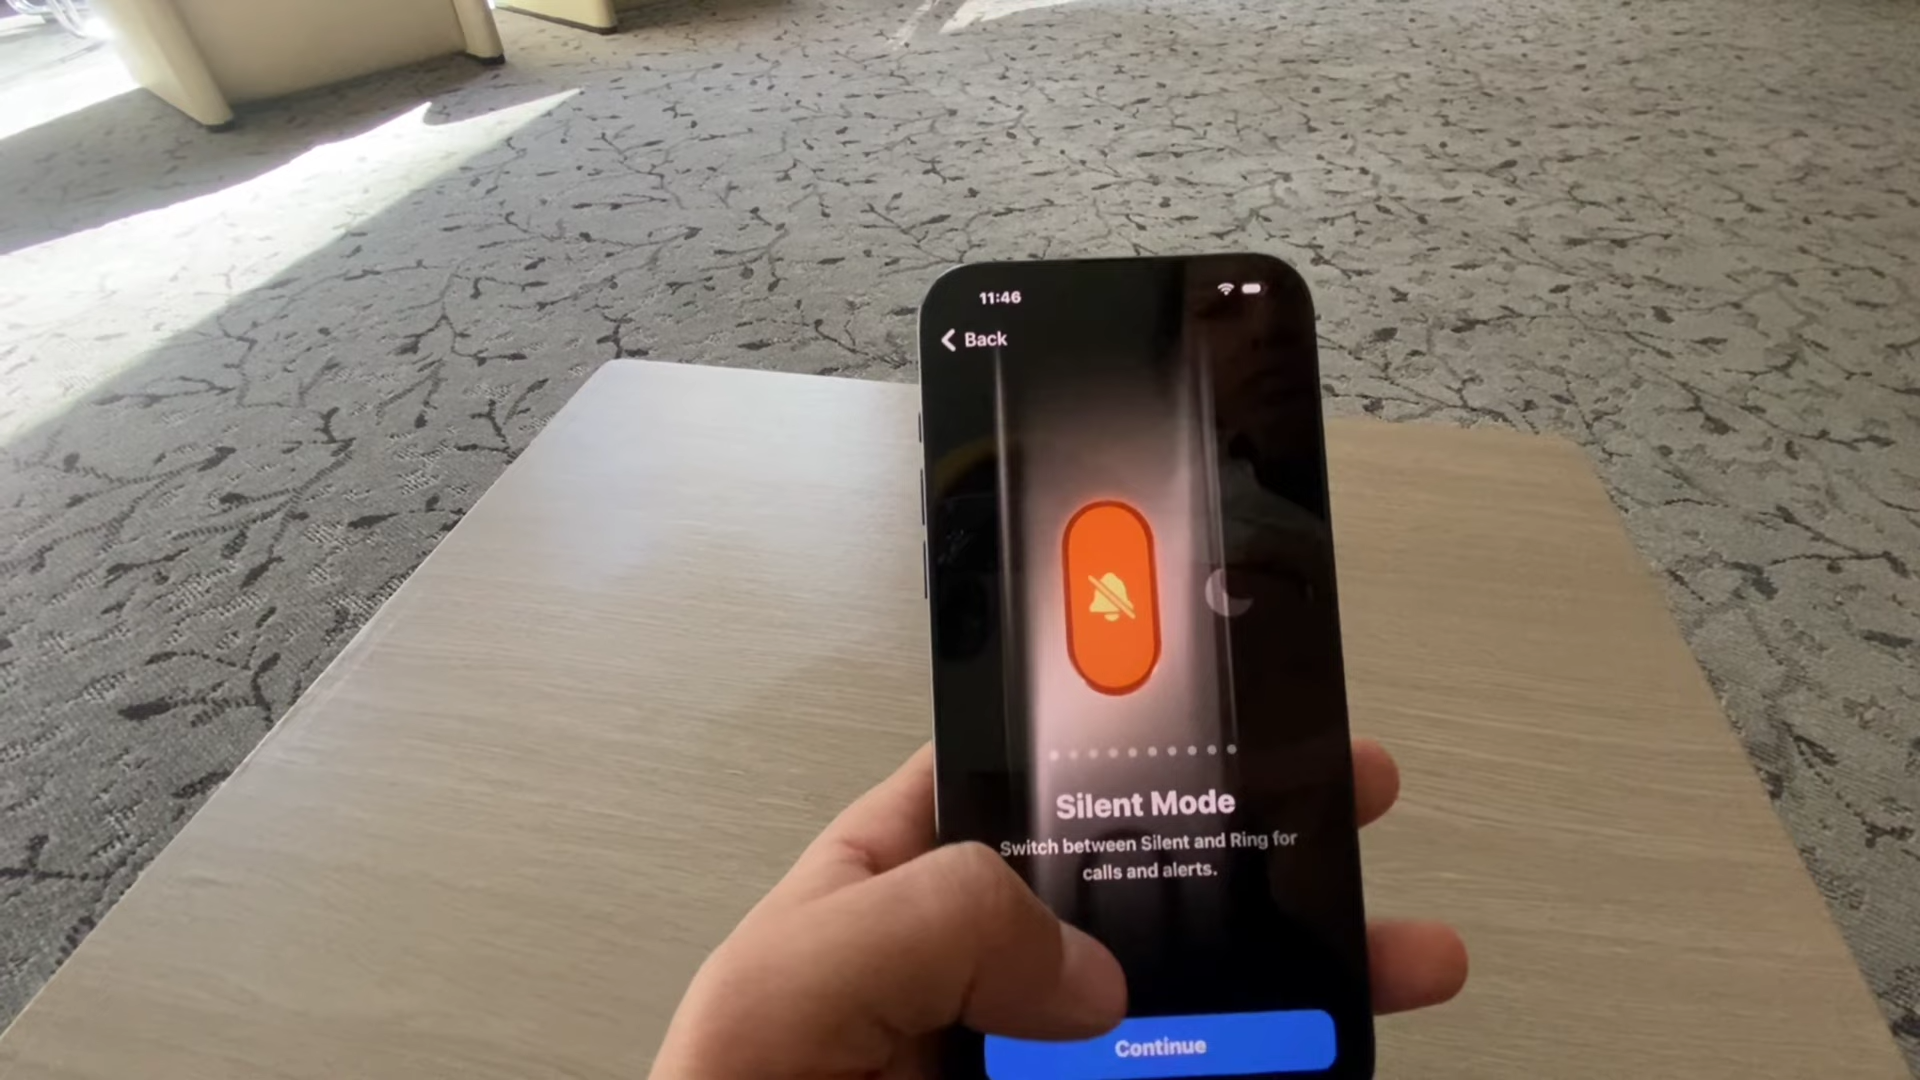 11:46
Back
Silent Mode
Switch between Silent and Ring for
calls and alerts.
Continue